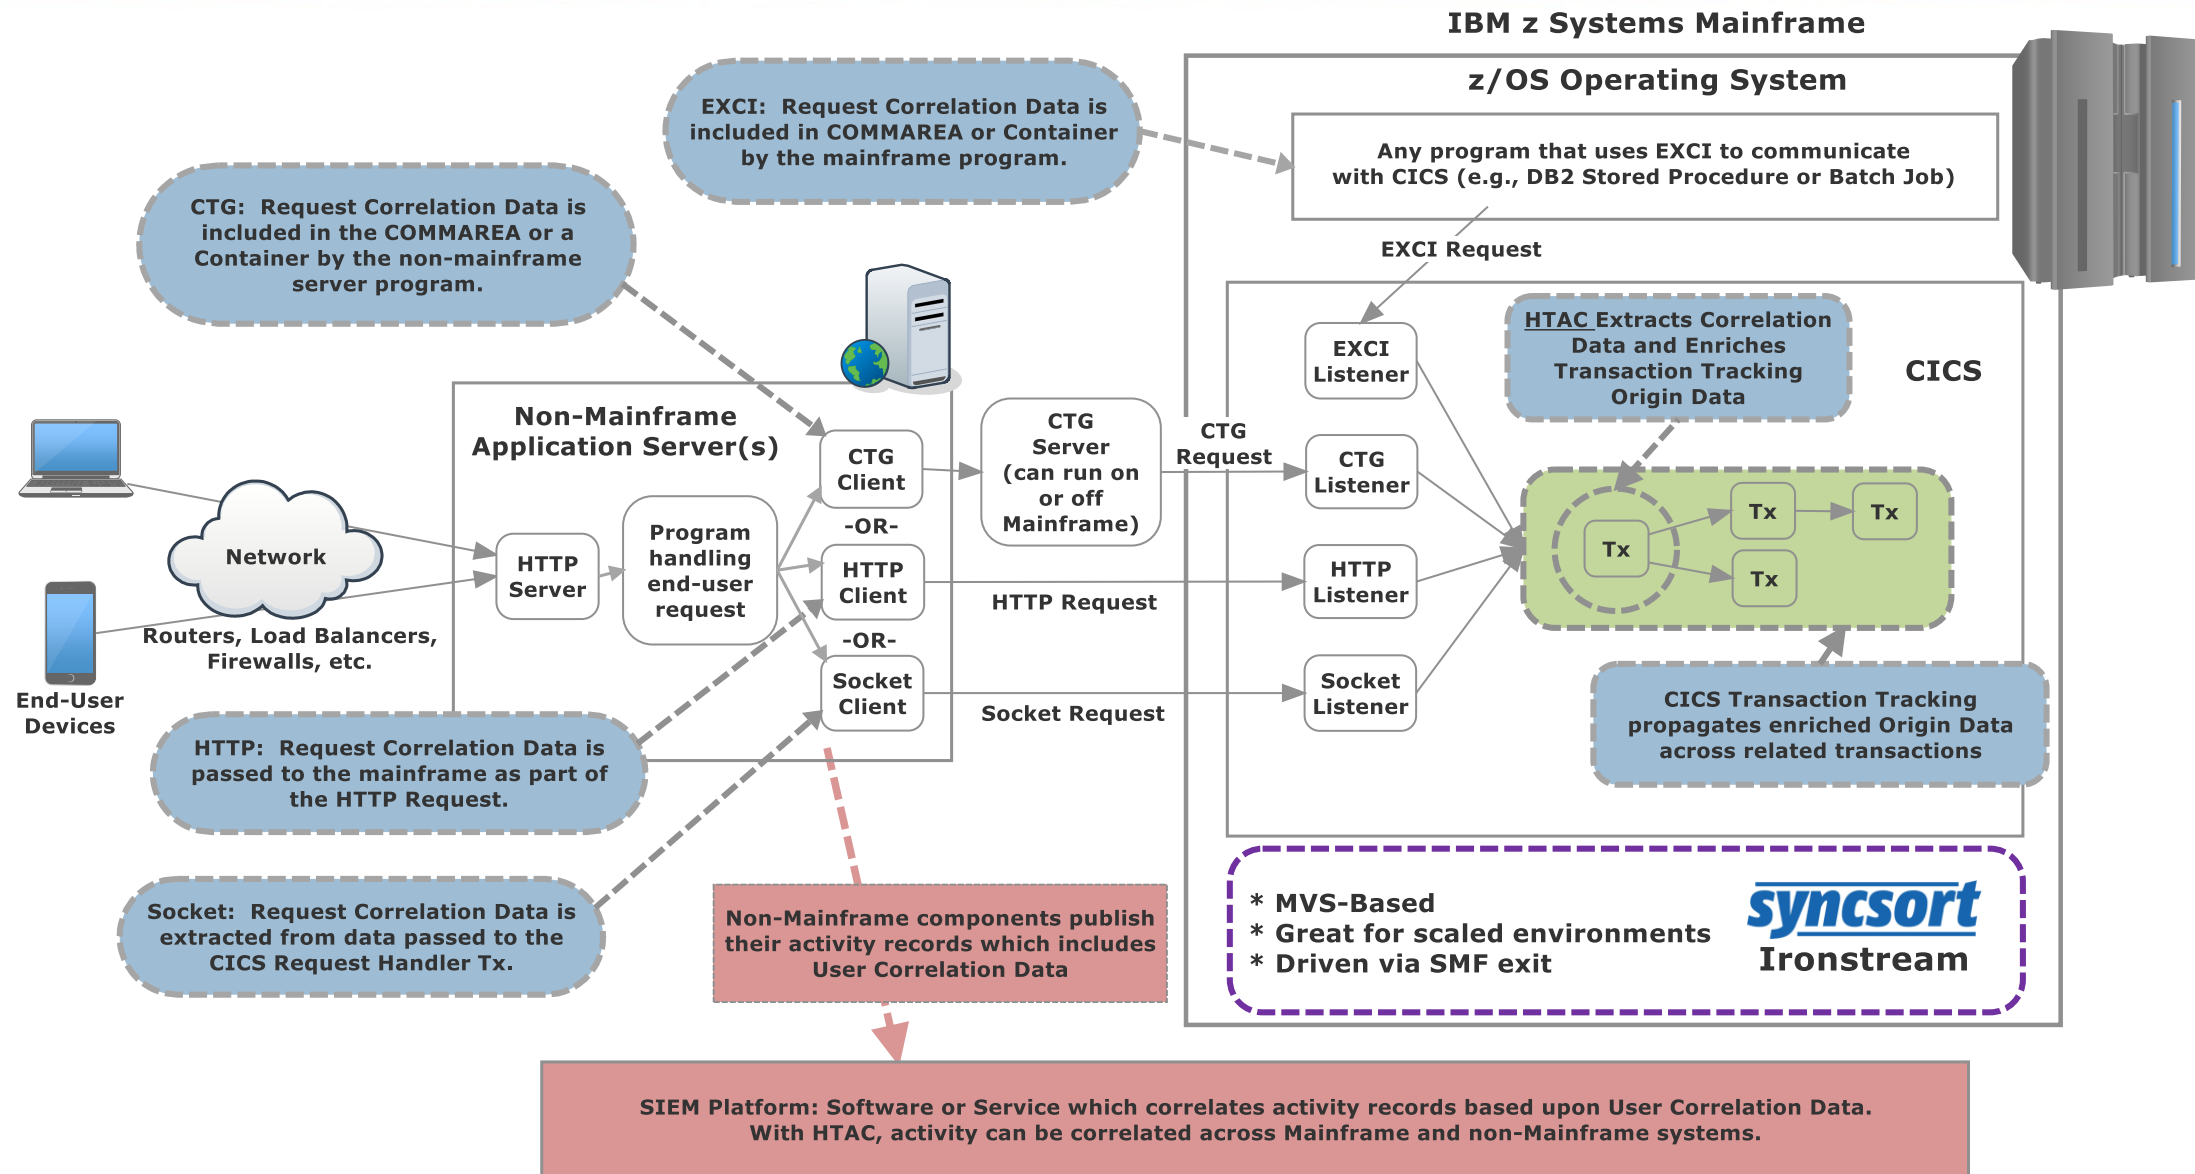 IBM z Systems Mainframe
z/OS Operating System
EXCI:  Request Correlation Data is
included in COMMAREA or Container
by the mainframe program.
Any program that uses EXCI to communicate
with CICS (e.g., DB2 Stored Procedure or Batch Job)
CTG:  Request Correlation Data is
included in the COMMAREA or a
Container by the non-mainframe
server program.
EXCI Request
HTAC Extracts Correlation
Data and Enriches
Transaction Tracking
Origin Data
CICS
EXCI
Listener
Non-Mainframe
Application Server(s)
CTG
Client
CTG
Server
(can run on
or off
Mainframe)
CTG
Request
CTG
Listener
-OR-
Network
HTTP
Server
Program
handling
end-user
request
HTTP
Client
HTTP Request
HTTP
Listener
Tx
Tx
Tx
Tx
-OR-
Routers, Load Balancers,
Firewalls, etc.
End-User
Devices
Socket
Client
Socket Request
Socket
Listener
CICS Transaction Tracking
propagates enriched Origin Data
across related transactions
HTTP:  Request Correlation Data is
passed to the mainframe as part of
the HTTP Request.
Socket:  Request Correlation Data is
extracted from data passed to the
CICS Request Handler Tx.
Non-Mainframe components publish
their activity records which includes
User Correlation Data
* MVS-Based
* Great for scaled environments
* Driven via SMF exit
syncsort
Ironstream
SIEM Platform: Software or Service which correlates activity records based upon User Correlation Data.
With HTAC, activity can be correlated across Mainframe and non-Mainframe systems.